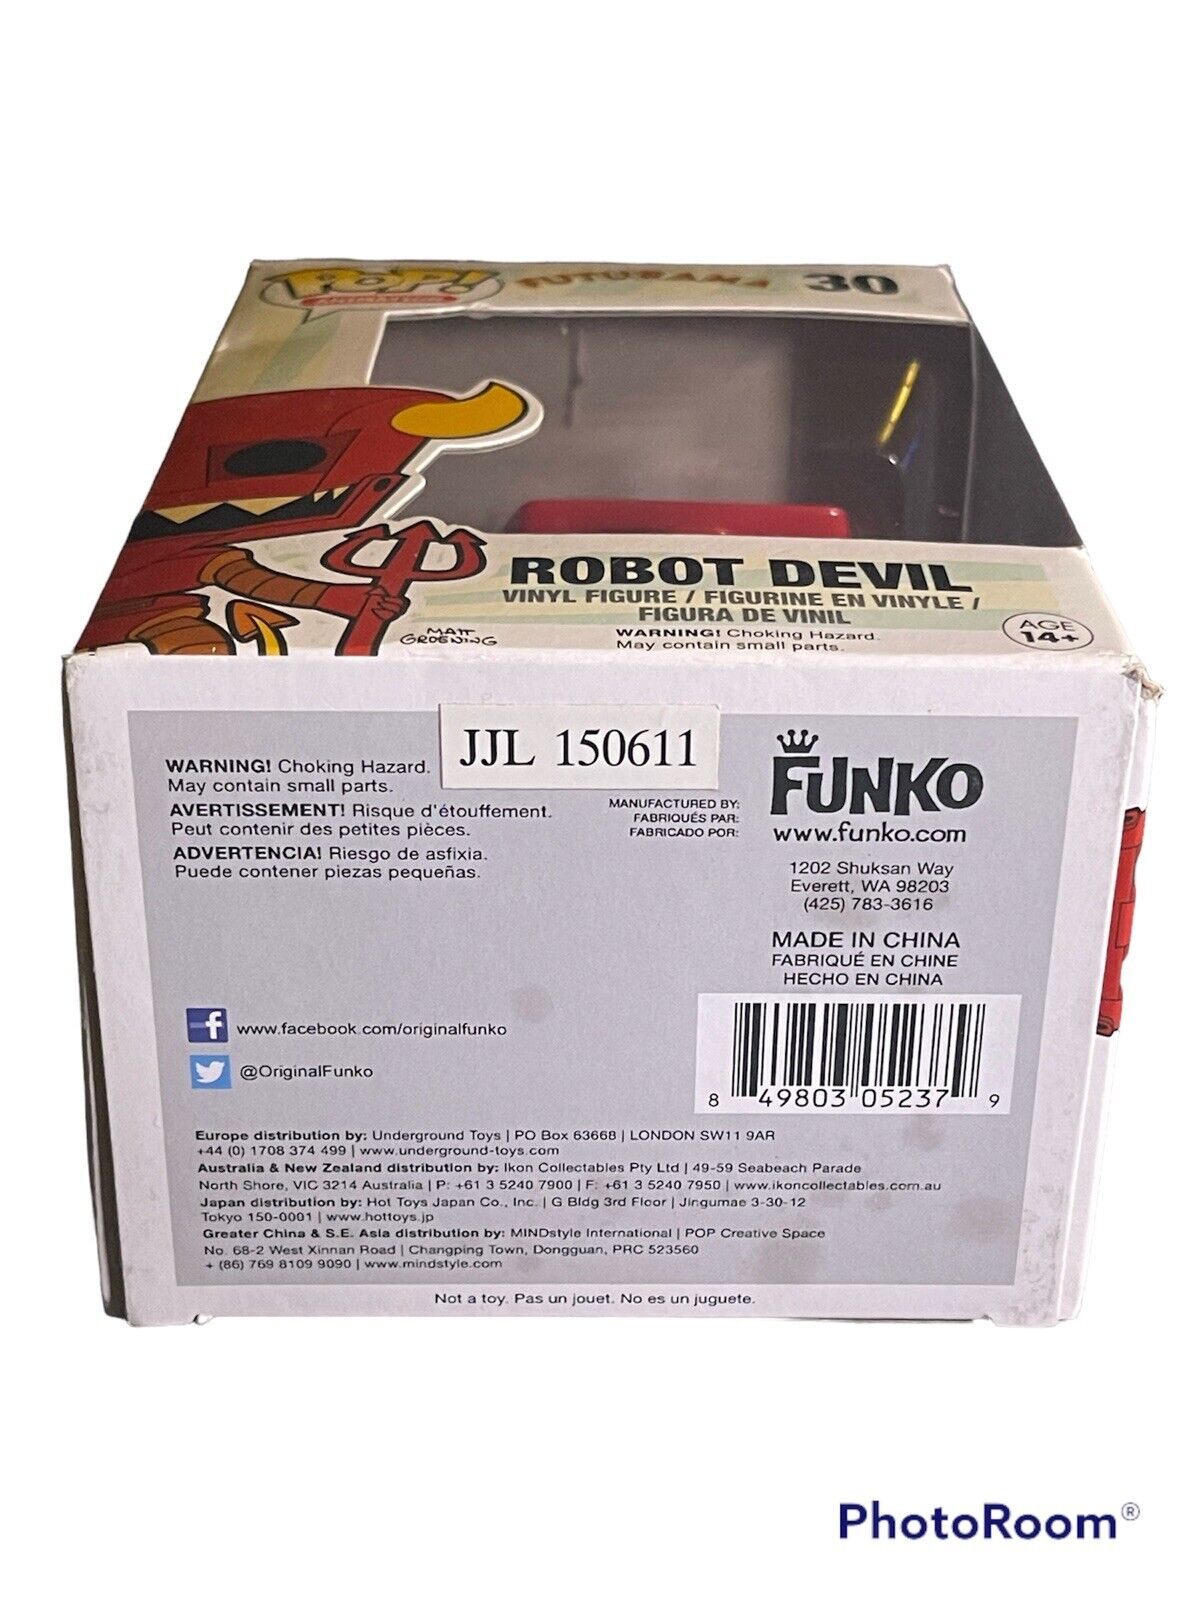 POP!
ANIMATION
FUTURAMA
30
ROBOT DEVIL
VINYL FIGURE / FIGURINE EN VINYLE /
FIGURA DE VINIL
WARNING! Choking Hazard.
May contain small parts.
AGE
14+
MATT
GROENING
JJL 150611
WARNING! Choking Hazard.
May contain small parts.
AVERTISSEMENT! Risque d'étouffement.
Peut contenir des petites pièces.
ADVERTENCIA! Riesgo de asfixia.
Puede contener piezas pequeñas.
MANUFACTURED BY:
FABRIQUÉS PAR:
FABRICADO POR:
FUNKO
www.funko.com
1202 Shuksan Way
Everett, WA 98203
(425) 783-3616
MADE IN CHINA
FABRIQUÉ EN CHINE
HECHO EN CHINA
f www.facebook.com/originalfunko
@OriginalFunko
8 49803 05237 9
Europe distribution by: Underground Toys | PO Box 63668 | LONDON SW11 9AR
+44 (0) 1708 374 499 | www.underground-toys.com
Australia & New Zealand distribution by: Ikon Collectables Pty Ltd | 49-59 Seabeach Parade
North Shore, VIC 3214 Australia | P: +61 3 5240 7900 | F: +61 3 5240 7950 | www.ikoncollectables.com.au
Japan distribution by: Hot Toys Japan Co., Inc. | G Bldg 3rd Floor | Jingumae 3-30-12
Tokyo 150-0001 | www.hottoys.jp
Greater China & S.E. Asia distribution by: MINDstyle International | POP Creative Space
No. 68-2 West Xinnan Road | Changping Town, Dongguan, PRC 523560
+ (86) 769 8109 9090 | www.mindstyle.com
Not a toy. Pas un jouet. No es un juguete.
PhotoRoom®